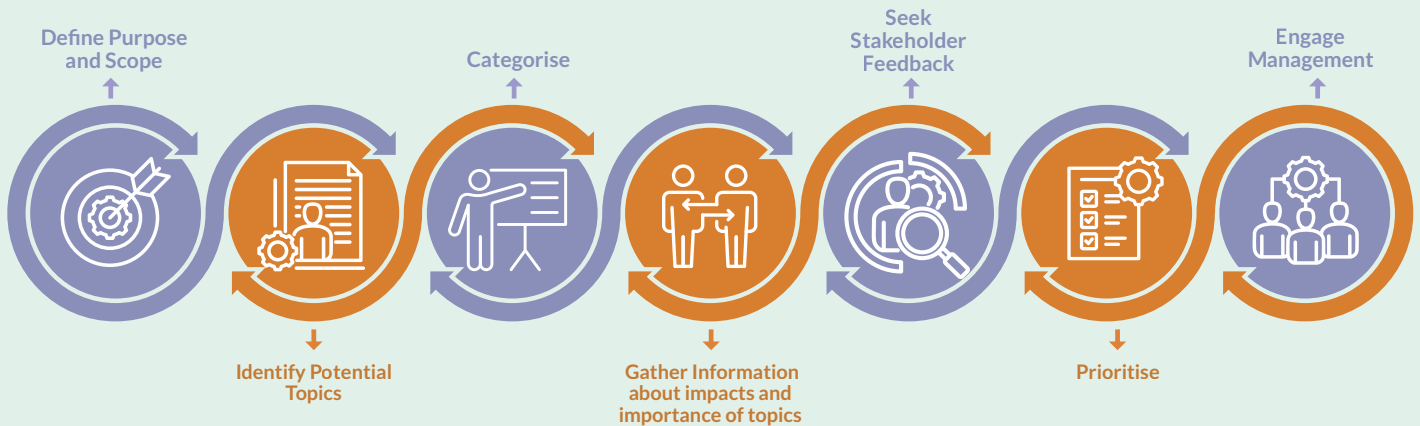 Define Purpose
and Scope
Identify Potential
Topics
Categorise
Gather Information
about impacts and
importance of topics
Seek
Stakeholder
Feedback
Prioritise
Engage
Management